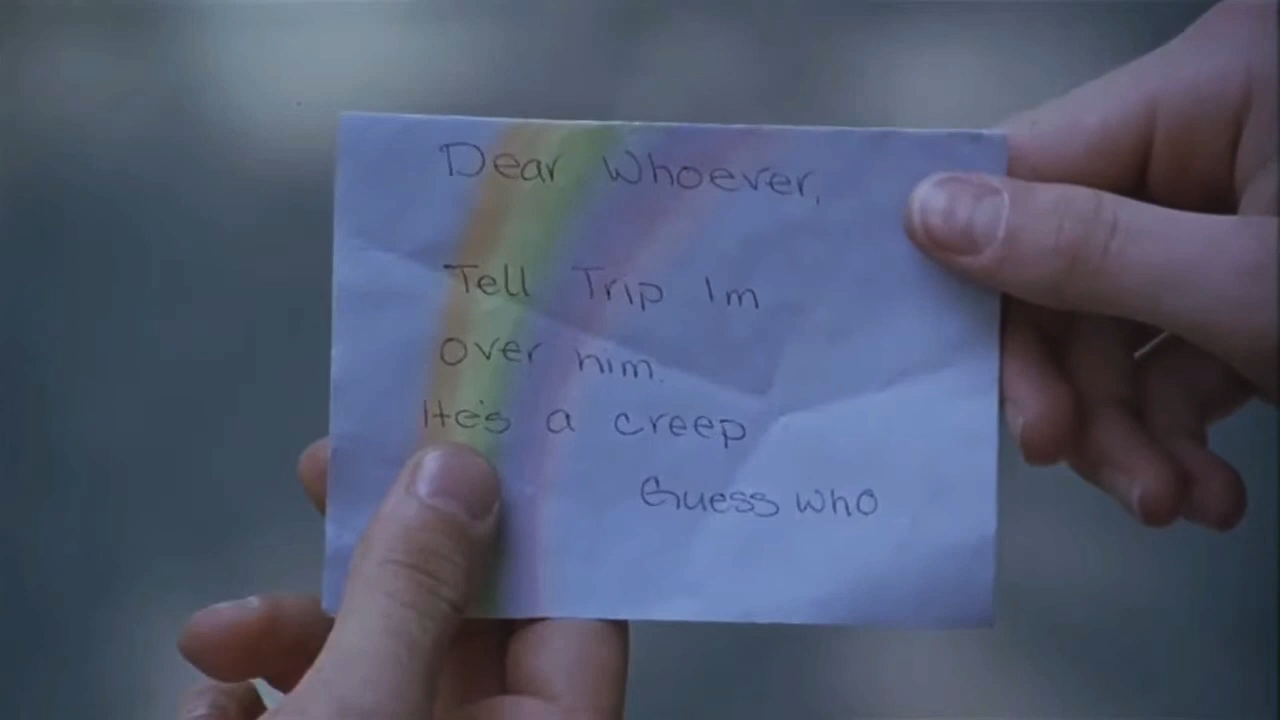 Dear Whoever,
Tell Trip Im
over him.
He's a creep
Guess who